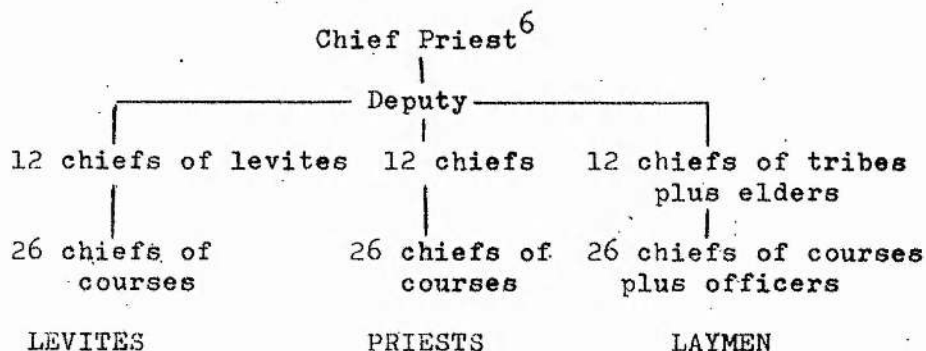 Chief Priest⁶
Deputy
12 chiefs of levites 12 chiefs 12 chiefs of tribes
plus elders
26 chiefs of 26 chiefs of 26 chiefs of courses
courses courses plus officers
LEVITES PRIESTS LAYMEN